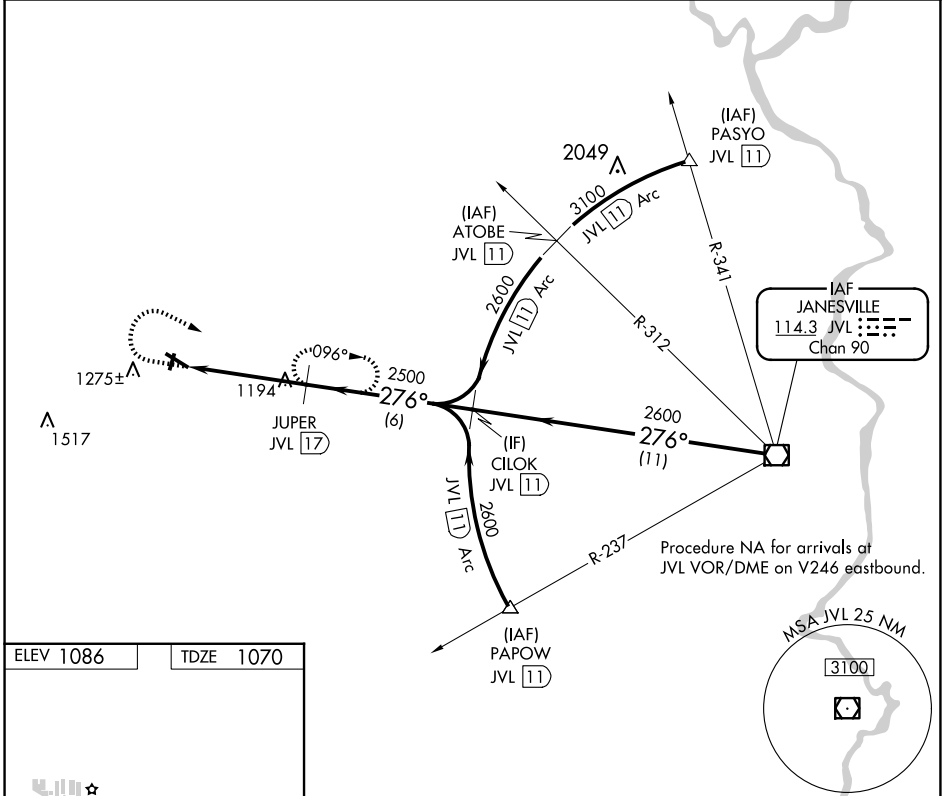 (IAF)
PASYO
JVL 11
2049
3100
JVL 11 Arc
(IAF)
ATOBE
JVL 11
R-341
2600
JVL 11 Arc
R-312
IAF
JANESVILLE
114.3 JVL
Chan 90
096°
1275±
1194
2500
276°
(6)
JUPER
JVL 17
1517
2600
276°
(11)
(IF)
CILOK
JVL 11
JVL 11 Arc
2600
R-237
Procedure NA for arrivals at
JVL VOR/DME on V246 eastbound.
(IAF)
PAPOW
JVL 11
MSA JVL 25 NM
3100
ELEV 1086
TDZE 1070